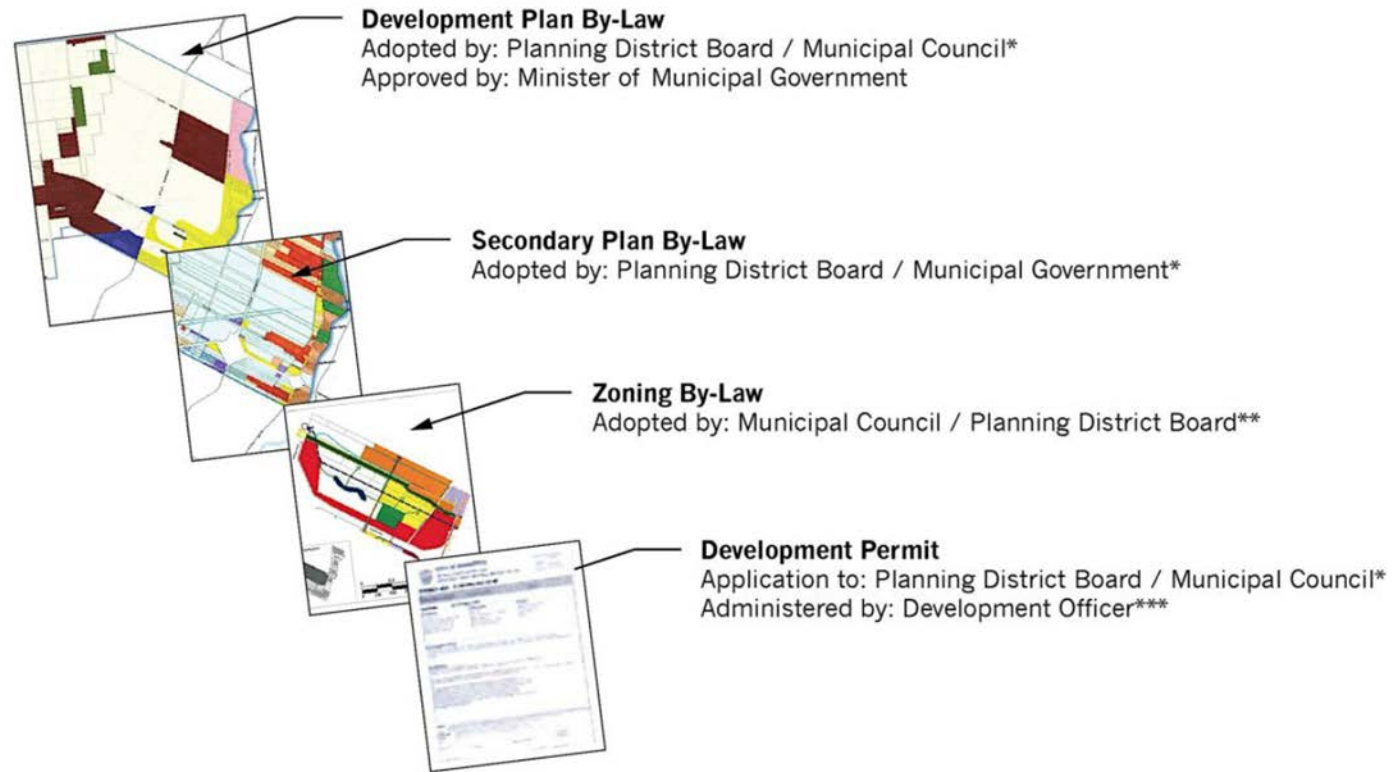 Development Plan By-Law
Adopted by: Planning District Board / Municipal Council*
Approved by: Minister of Municipal Government
Secondary Plan By-Law
Adopted by: Planning District Board / Municipal Government*
Zoning By-Law
Adopted by: Municipal Council / Planning District Board**
Development Permit
Application to: Planning District Board / Municipal Council*
Administered by: Development Officer***